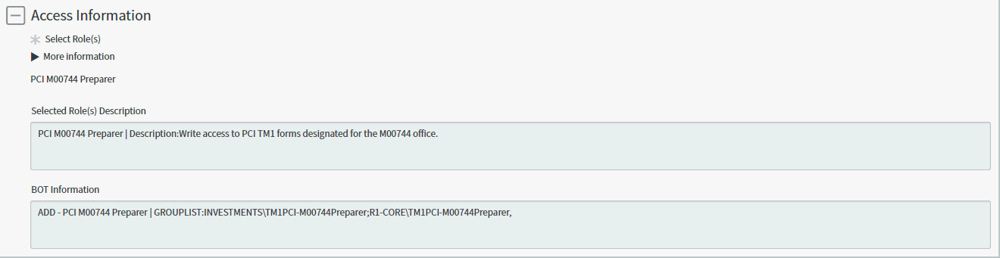 Access Information
Select Role(s)
More information
PCI M00744 Preparer
Selected Role(s) Description
PCI M00744 Preparer | Description:Write access to PCI TM1 forms designated for the M00744 office.
BOT Information
ADD - PCI M00744 Preparer | GROUPLIST:INVESTMENTS\TM1PCI-M00744Preparer;R1-CORE\TM1PCI-M00744Preparer,